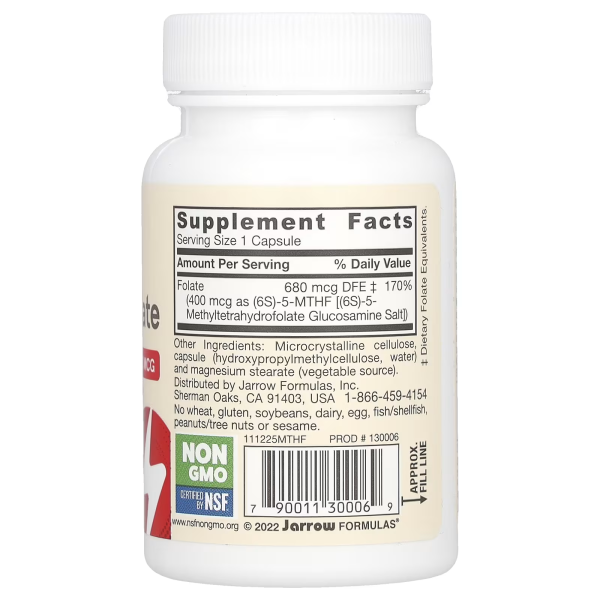 Supplement Facts
Serving Size 1 Capsule
Amount Per Serving % Daily Value
Folate 680 mcg DFE ‡ 170%
(400 mcg as (6S)-5-MTHF [(6S)-5-
Methyltetrahydrofolate Glucosamine Salt])
‡ Dietary Folate Equivalents.
Other Ingredients: Microcrystalline cellulose,
capsule (hydroxypropylmethylcellulose, water)
and magnesium stearate (vegetable source).
Distributed by Jarrow Formulas, Inc.
Sherman Oaks, CA 91403, USA 1-866-459-4154
No wheat, gluten, soybeans, dairy, egg, fish/shellfish,
peanuts/tree nuts or sesame.
111225MTHF PROD # 130006
NON
GMO
CERTIFIED
BY NSF
www.nsfnongmo.org
7 90011 30006 9
© 2022 Jarrow FORMULAS®
APPROX.
FILL LINE
ate
MCG